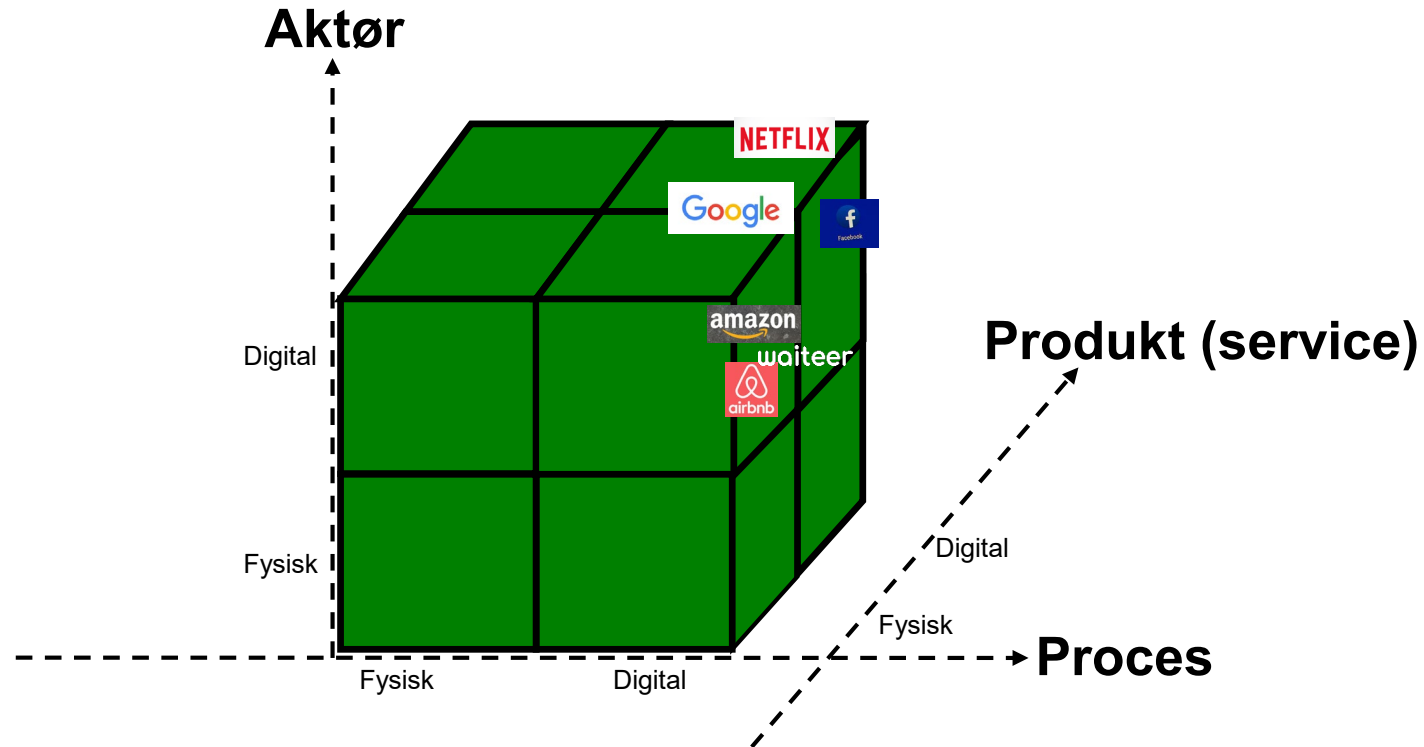 Aktør
NETFLIX
Google
Facebook
amazon
waiteer
airbnb
Digital
Produkt (service)
Fysisk
Digital
Fysisk
Proces
Fysisk
Digital